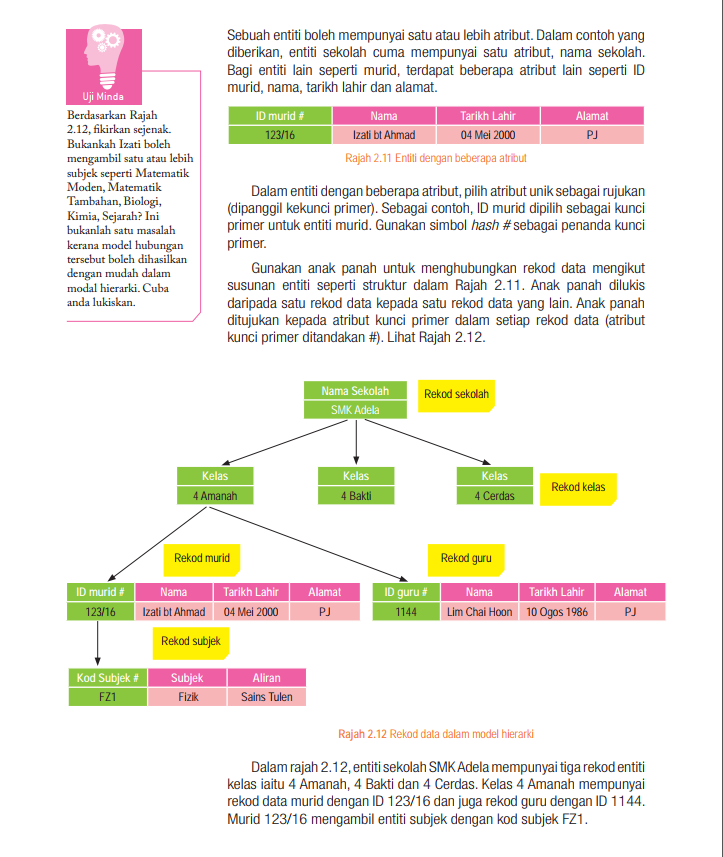 Sebuah entiti boleh mempunyai satu atau lebih atribut. Dalam contoh yang
diberikan, entiti sekolah cuma mempunyai satu atribut, nama sekolah.
Bagi entiti lain seperti murid, terdapat beberapa atribut lain seperti ID
murid, nama, tarikh lahir dan alamat.
Uji Minda
Berdasarkan Rajah
2.12, fikirkan sejenak.
Bukankah Izati boleh
mengambil satu atau lebih
subjek seperti Matematik
Moden, Matematik
Tambahan, Biologi,
Kimia, Sejarah? Ini
bukanlah satu masalah
kerana model hubungan
tersebut boleh dihasilkan
dengan mudah dalam
modal hierarki. Cuba
anda lukiskan.
ID murid # Nama Tarikh Lahir Alamat
123/16 Izati bt Ahmad 04 Mei 2000 PJ
Rajah 2.11 Entiti dengan beberapa atribut
Dalam entiti dengan beberapa atribut, pilih atribut unik sebagai rujukan
(dipanggil kekunci primer). Sebagai contoh, ID murid dipilih sebagai kunci
primer untuk entiti murid. Gunakan simbol hash # sebagai penanda kunci
primer.
Gunakan anak panah untuk menghubungkan rekod data mengikut
susunan entiti seperti struktur dalam Rajah 2.11. Anak panah dilukis
daripada satu rekod data kepada satu rekod data yang lain. Anak panah
ditujukan kepada atribut kunci primer dalam setiap rekod data (atribut
kunci primer ditandakan #). Lihat Rajah 2.12.
Nama Sekolah
SMK Adela
Rekod sekolah
Kelas Kelas Kelas
4 Amanah 4 Bakti 4 Cerdas
Rekod kelas
Rekod murid Rekod guru
ID murid # Nama Tarikh Lahir Alamat ID guru # Nama Tarikh Lahir Alamat
123/16 Izati bt Ahmad 04 Mei 2000 PJ 1144 Lim Chai Hoon 10 Ogos 1986 PJ
Rekod subjek
Kod Subjek # Subjek Aliran
FZ1 Fizik Sains Tulen
Rajah 2.12 Rekod data dalam model hierarki
Dalam rajah 2.12, entiti sekolah SMK Adela mempunyai tiga rekod entiti
kelas iaitu 4 Amanah, 4 Bakti dan 4 Cerdas. Kelas 4 Amanah mempunyai
rekod data murid dengan ID 123/16 dan juga rekod guru dengan ID 1144.
Murid 123/16 mengambil entiti subjek dengan kod subjek FZ1.